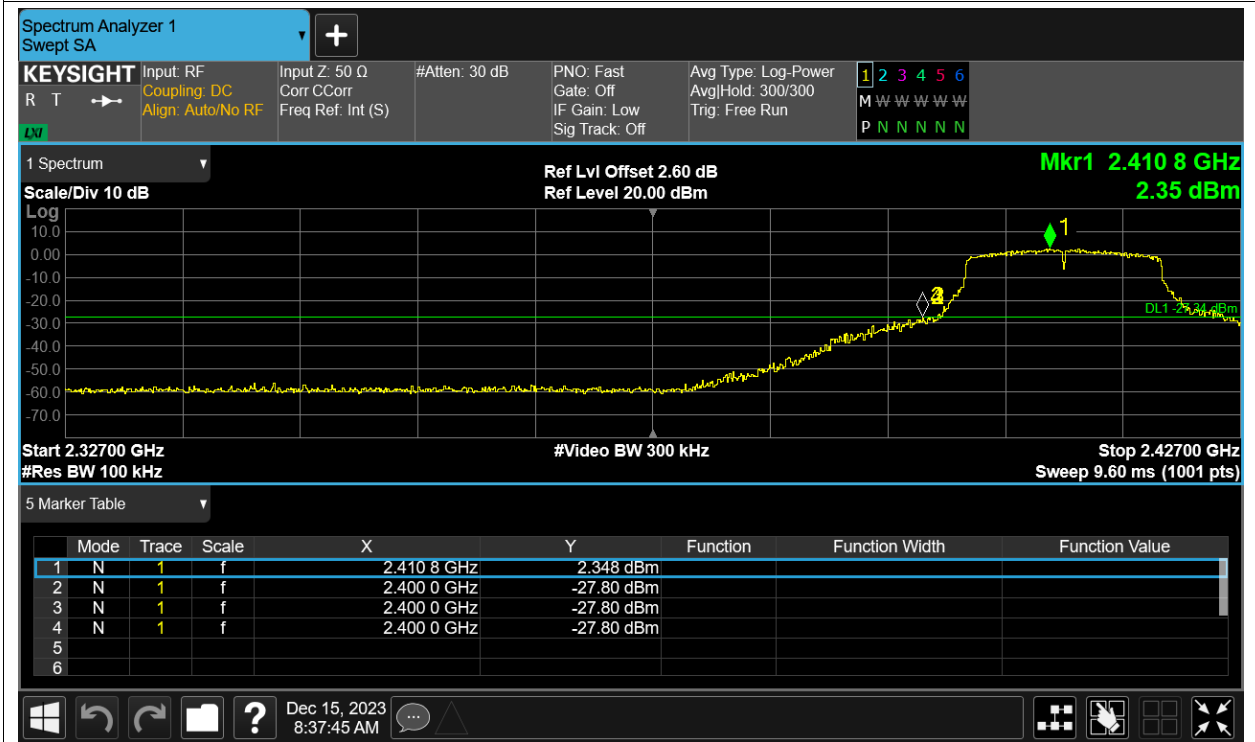 Spectrum Analyzer 1
Swept SA
KEYSIGHT
R T
LXI
Input: RF
Coupling: DC
Align: Auto/No RF
Input Z: 50 Ω
Corr CCorr
Freq Ref: Int (S)
#Atten: 30 dB
PNO: Fast
Gate: Off
IF Gain: Low
Sig Track: Off
Avg Type: Log-Power
Avg|Hold: 300/300
Trig: Free Run
1 2 3 4 5 6
M W W W W W
P N N N N N
1 Spectrum
Scale/Div 10 dB
Ref Lvl Offset 2.60 dB
Ref Level 20.00 dBm
Mkr1 2.410 8 GHz
2.35 dBm
Log
10.0
0.00
-10.0
-20.0
-30.0
-40.0
-50.0
-60.0
-70.0
1
DL1 -27.34 dBm
Start 2.32700 GHz
#Res BW 100 kHz
#Video BW 300 kHz
Stop 2.42700 GHz
Sweep 9.60 ms (1001 pts)
5 Marker Table
Mode Trace Scale X Y Function Function Width Function Value
1 N 1 f 2.410 8 GHz 2.348 dBm
2 N 1 f 2.400 0 GHz -27.80 dBm
3 N 1 f 2.400 0 GHz -27.80 dBm
4 N 1 f 2.400 0 GHz -27.80 dBm
5
6
?
Dec 15, 2023
8:37:45 AM